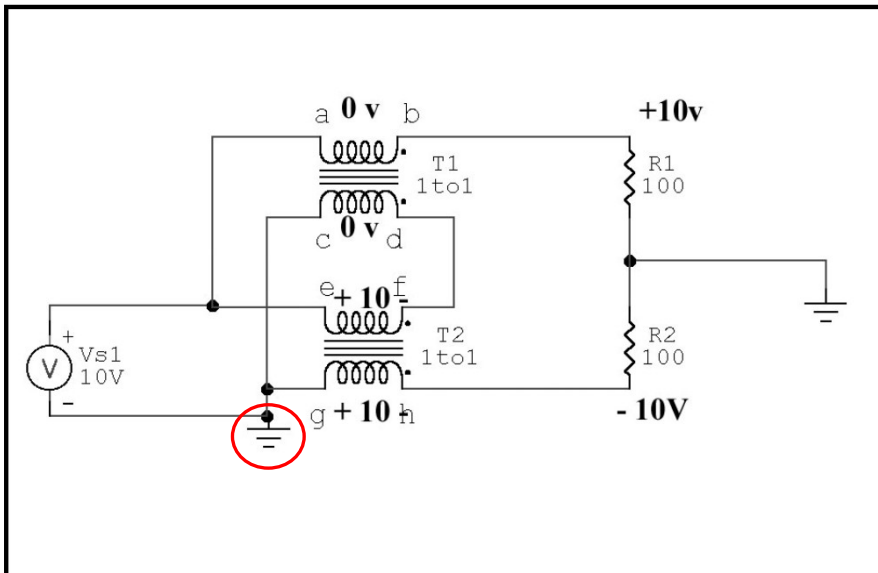 a 0 v b
+10v
T1
1to1
R1
100
c 0 v d
e + 10 - f
+
Vs1
10V
V
-
T2
1to1
R2
100
g + 10 - h
- 10V